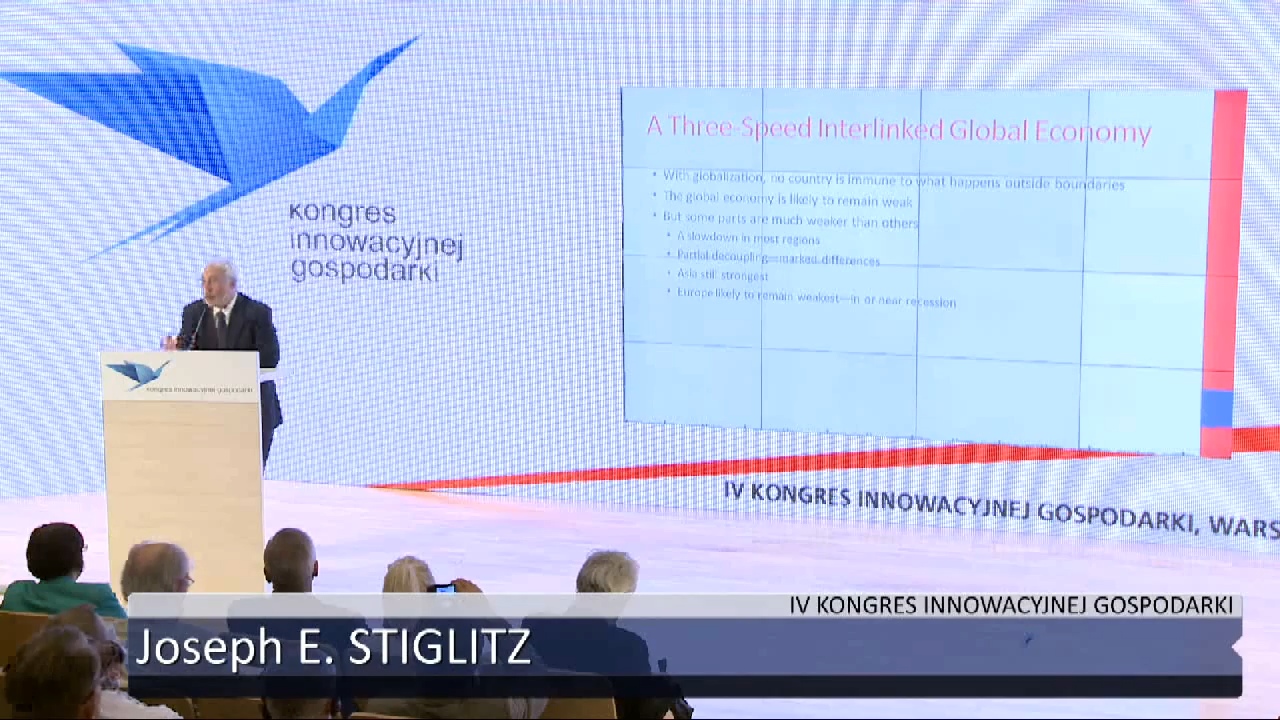 kongres
innowacyjnej
gospodarki
A Three-Speed Interlinked Global Economy
• With globalization, no country is immune to what happens outside boundaries
• The global economy is likely to remain weak
• But some parts are much weaker than others
• A slowdown in most regions
• Partial decoupling—marked differences
• Asia still strongest
• Europe likely to remain weakest—in or near recession
kongres innowacyjnej gospodarki
IV KONGRES INNOWACYJNEJ GOSPODARKI, WARS
IV KONGRES INNOWACYJNEJ GOSPODARKI
Joseph E. STIGLITZ